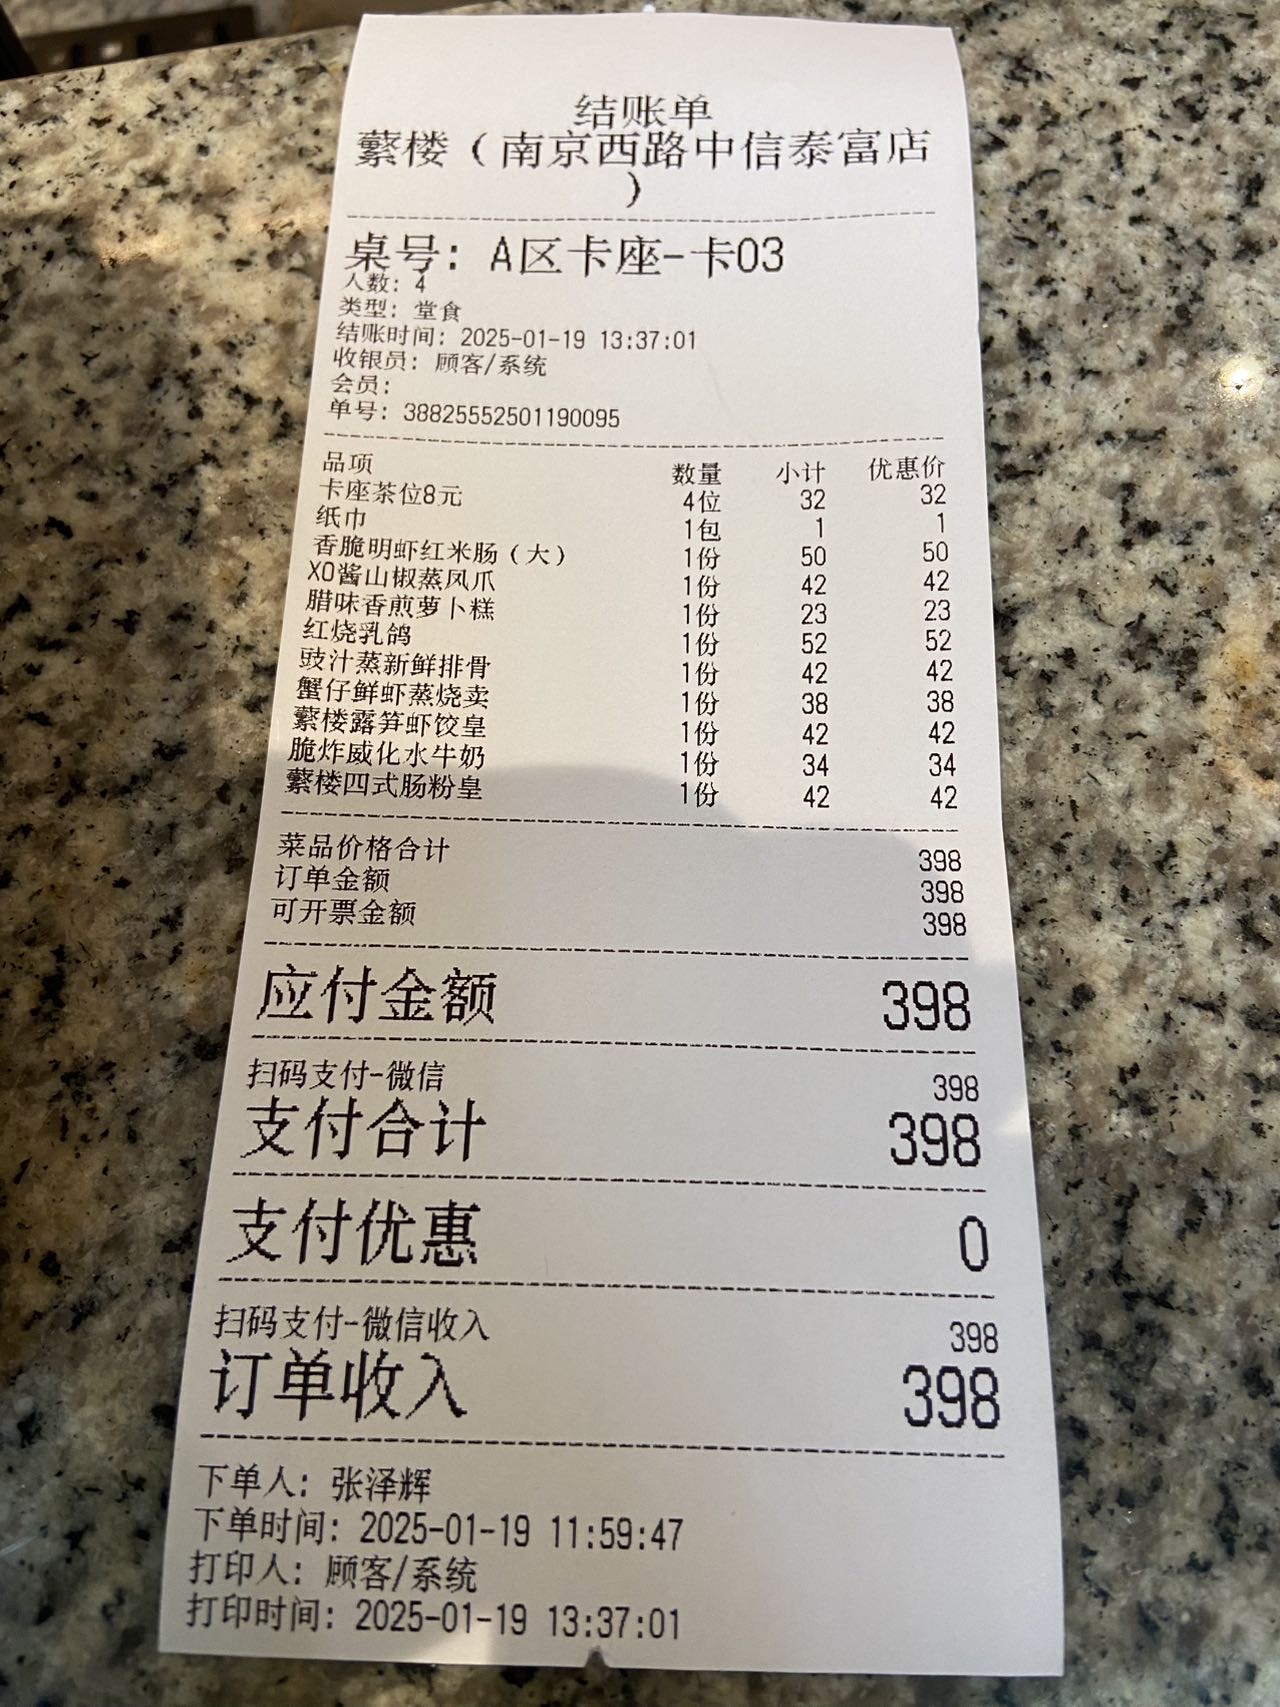 结账单
蘩楼（南京西路中信泰富店
）
桌号：A区卡座-卡03
人数：4
类型：堂食
结账时间：2025-01-19 13:37:01
收银员：顾客/系统
会员：
单号：38825552501190095
品项 数量 小计 优惠价
卡座茶位8元 4位 32 32
纸巾 1包 1 1
香脆明虾红米肠（大） 1份 50 50
XO酱山椒蒸凤爪 1份 42 42
腊味香煎萝卜糕 1份 23 23
红烧乳鸽 1份 52 52
豉汁蒸新鲜排骨 1份 42 42
蟹仔鲜虾蒸烧卖 1份 38 38
蘩楼露笋虾饺皇 1份 42 42
脆炸威化水牛奶 1份 34 34
蘩楼四式肠粉皇 1份 42 42
菜品价格合计 398
订单金额 398
可开票金额 398
应付金额 398
扫码支付-微信 398
支付合计 398
支付优惠 0
扫码支付-微信收入 398
订单收入 398
下单人：张泽辉
下单时间：2025-01-19 11:59:47
打印人：顾客/系统
打印时间：2025-01-19 13:37:01